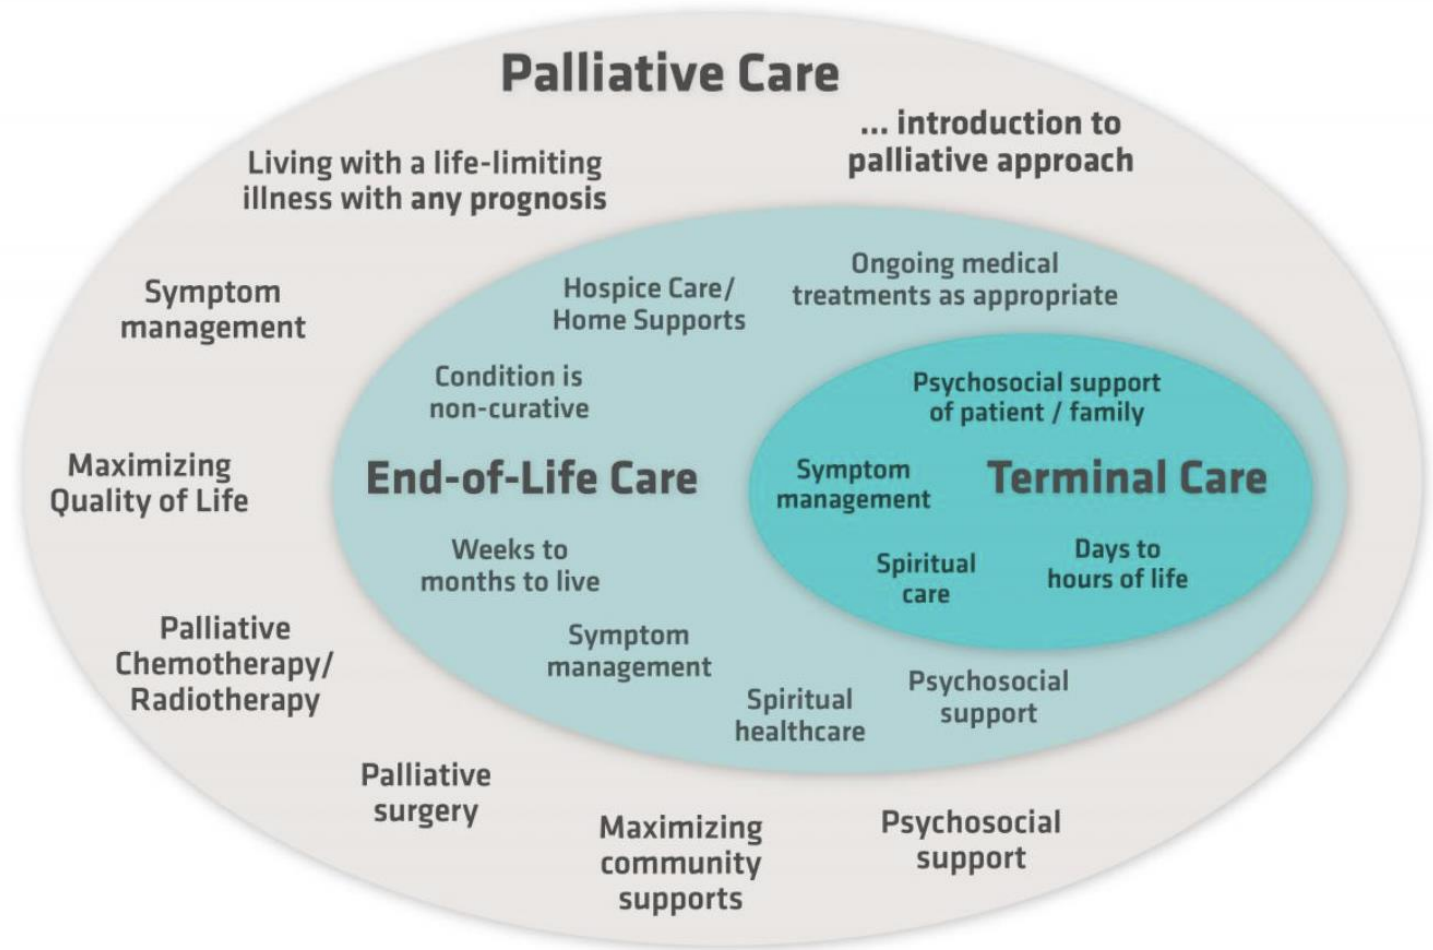 Palliative Care
... introduction to
palliative approach
Living with a life-limiting
illness with any prognosis
Symptom
management
Maximizing
Quality of Life
Palliative
Chemotherapy/
Radiotherapy
Palliative
surgery
Maximizing
community
supports
Psychosocial
support
Hospice Care/
Home Supports
Ongoing medical
treatments as appropriate
Condition is
non-curative
End-of-Life Care
Weeks to
months to live
Symptom
management
Spiritual
healthcare
Psychosocial
support
Psychosocial support
of patient / family
Symptom
management
Terminal Care
Spiritual
care
Days to
hours of life